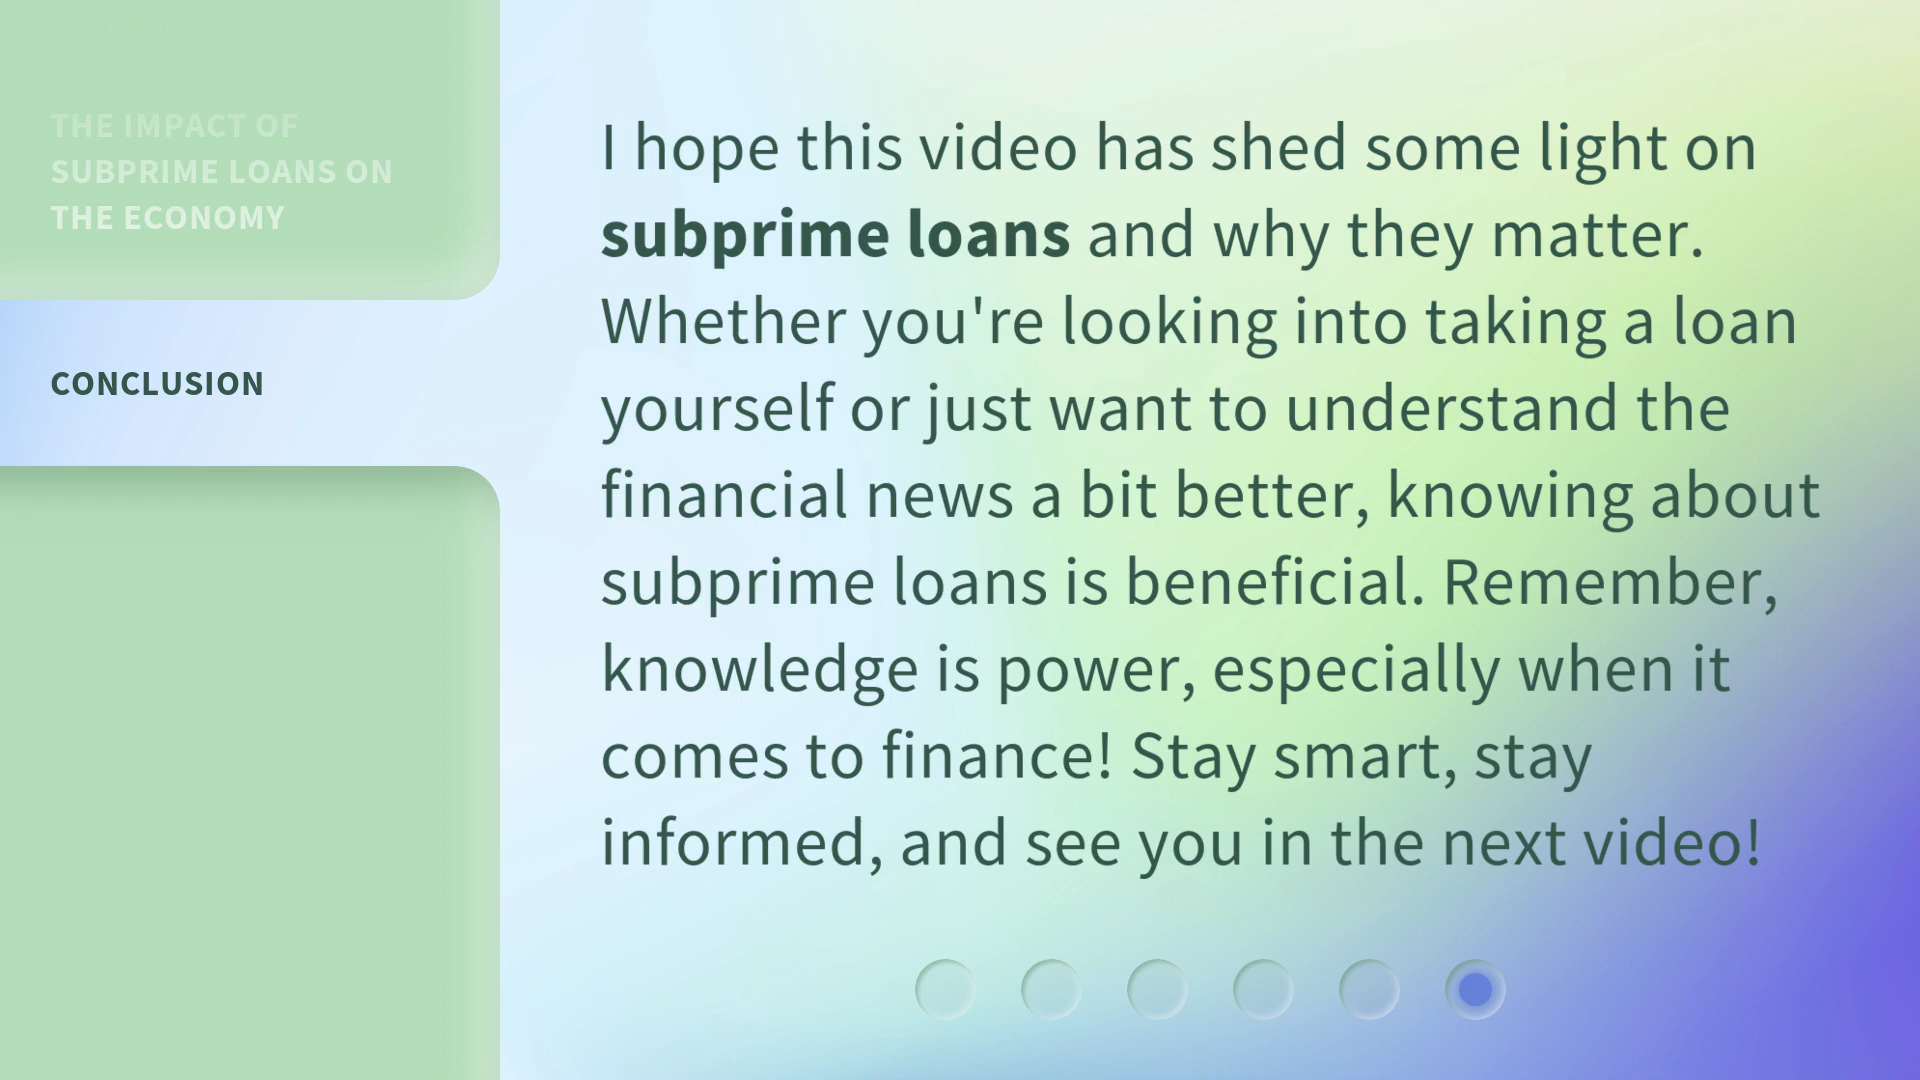 THE IMPACT OF
SUBPRIME LOANS ON
THE ECONOMY
CONCLUSION
I hope this video has shed some light on
subprime loans and why they matter.
Whether you're looking into taking a loan
yourself or just want to understand the
financial news a bit better, knowing about
subprime loans is beneficial. Remember,
knowledge is power, especially when it
comes to finance! Stay smart, stay
informed, and see you in the next video!